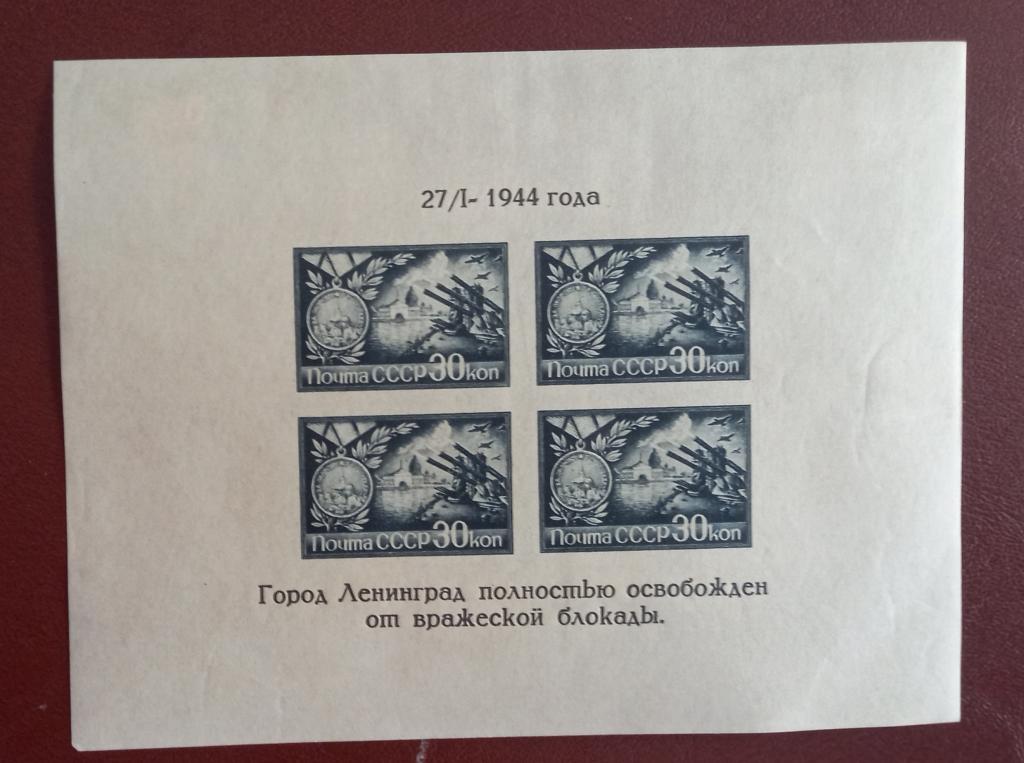 27/I- 1944 года
Почта СССР 30 коп
Почта СССР 30 коп
Почта СССР 30 коп
Почта СССР 30 коп
Город Ленинград полностью освобожден
от вражеской блокады.